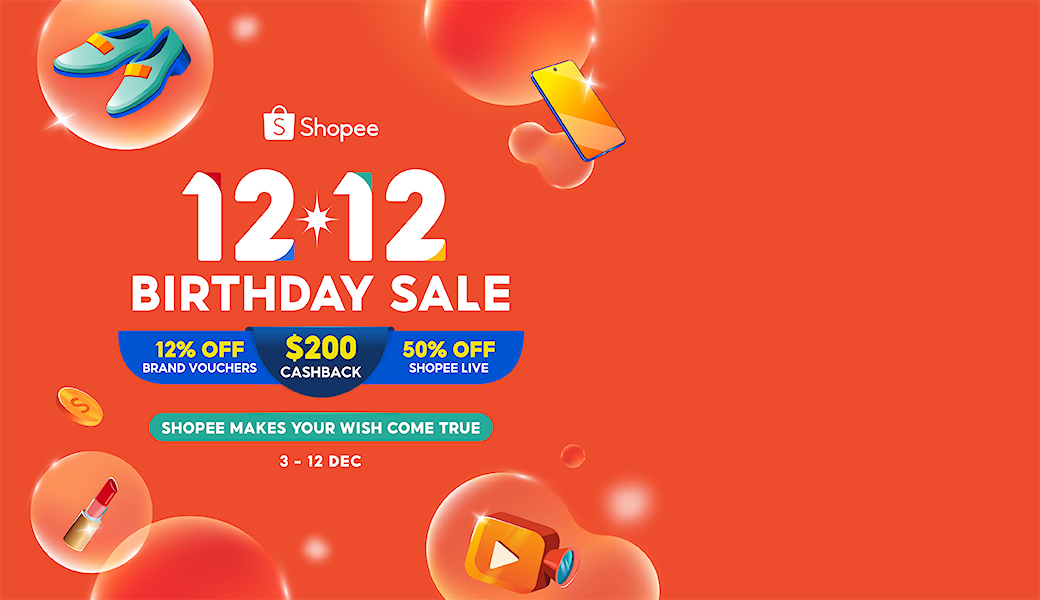 Shopee
12 12
BIRTHDAY SALE
12% OFF
BRAND VOUCHERS
$200
CASHBACK
50% OFF
SHOPEE LIVE
SHOPEE MAKES YOUR WISH COME TRUE
3 - 12 DEC